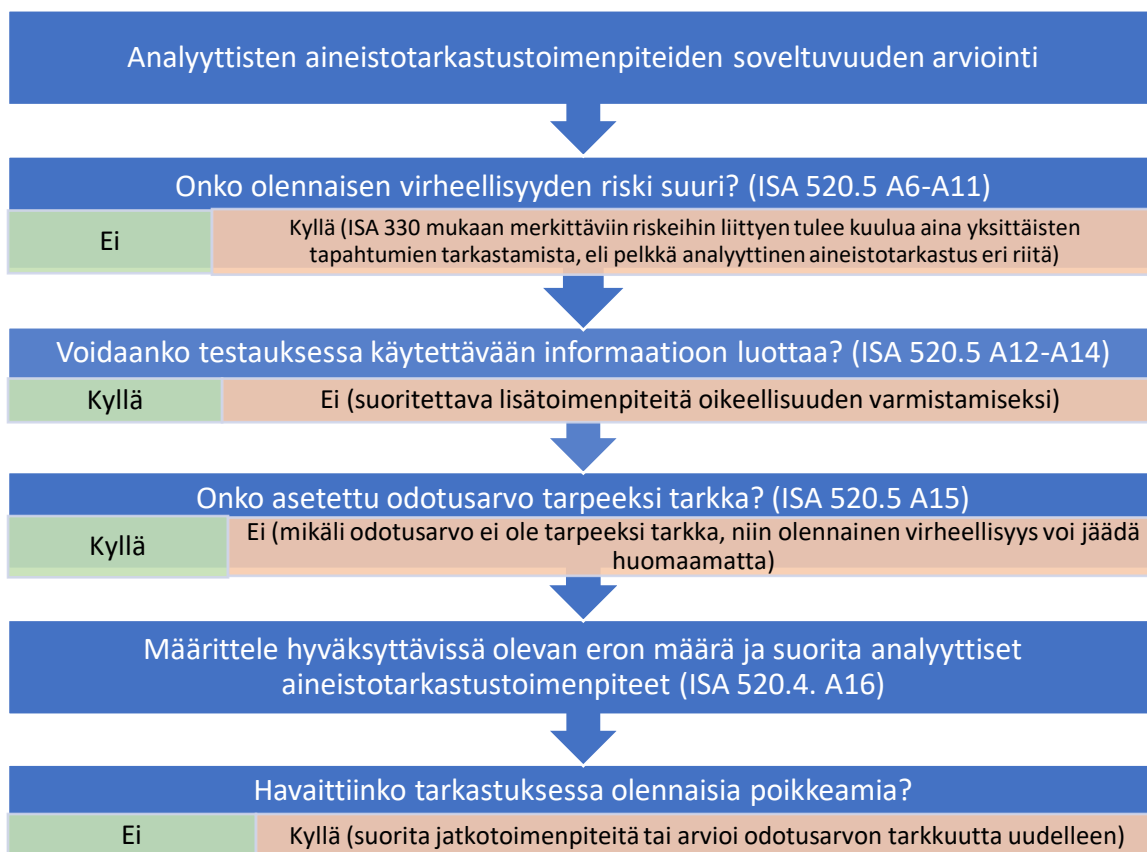 Analyyttisten aineistotarkastustoimenpiteiden soveltuvuuden arviointi
Onko olennaisen virheellisyyden riski suuri? (ISA 520.5 A6-A11)
Ei
Kyllä (ISA 330 mukaan merkittäviin riskeihin liittyen tulee kuulua aina yksittäisten
tapahtumien tarkastamista, eli pelkkä analyyttinen aineistotarkastus eri riitä)
Voidaanko testauksessa käytettävään informaatioon luottaa? (ISA 520.5 A12-A14)
Kyllä
Ei (suoritettava lisätoimenpiteitä oikeellisuuden varmistamiseksi)
Onko asetettu odotusarvo tarpeeksi tarkka? (ISA 520.5 A15)
Kyllä
Ei (mikäli odotusarvo ei ole tarpeeksi tarkka, niin olennainen virheellisyys voi jäädä
huomaamatta)
Määrittele hyväksyttävissä olevan eron määrä ja suorita analyyttiset
aineistotarkastustoimenpiteet (ISA 520.4. A16)
Havaittiinko tarkastuksessa olennaisia poikkeamia?
Ei
Kyllä (suorita jatkotoimenpiteitä tai arvioi odotusarvon tarkkuutta uudelleen)